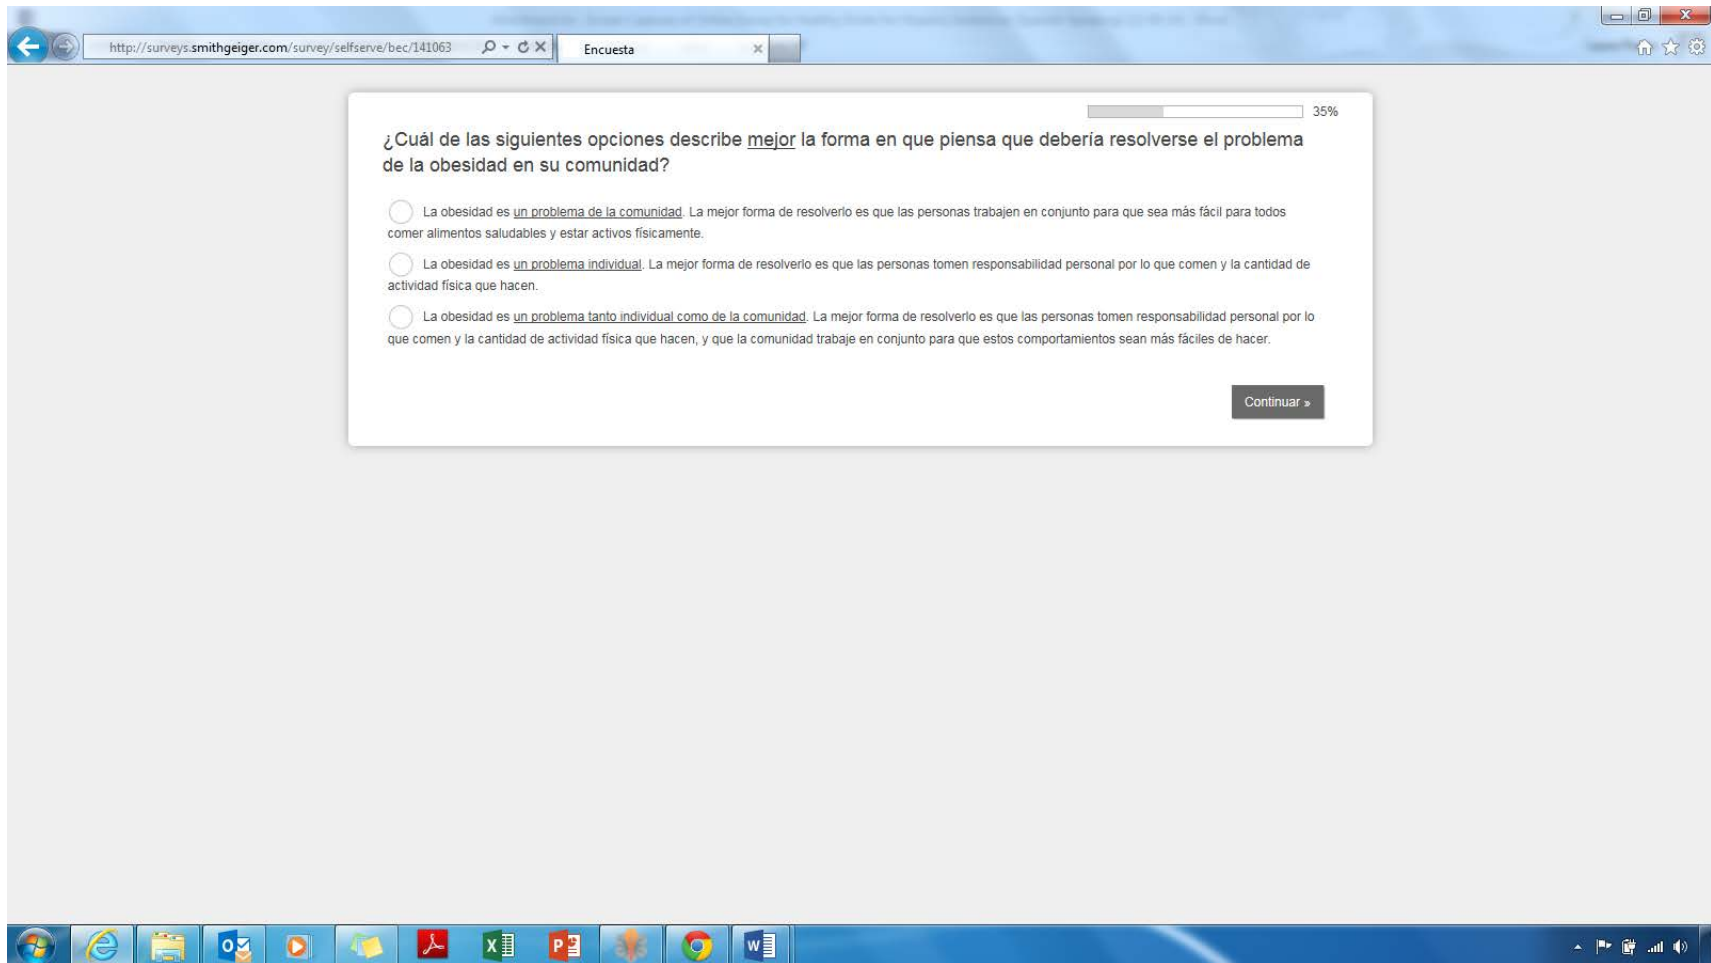 http://surveys.smithgeiger.com/survey/selfserve/bec/141063
Encuesta
35%
¿Cuál de las siguientes opciones describe mejor la forma en que piensa que debería resolverse el problema
de la obesidad en su comunidad?
La obesidad es un problema de la comunidad. La mejor forma de resolverlo es que las personas trabajen en conjunto para que sea más fácil para todos
comer alimentos saludables y estar activos físicamente.
La obesidad es un problema individual. La mejor forma de resolverlo es que las personas tomen responsabilidad personal por lo que comen y la cantidad de
actividad física que hacen.
La obesidad es un problema tanto individual como de la comunidad. La mejor forma de resolverlo es que las personas tomen responsabilidad personal por lo
que comen y la cantidad de actividad física que hacen, y que la comunidad trabaje en conjunto para que estos comportamientos sean más fáciles de hacer.
Continuar »